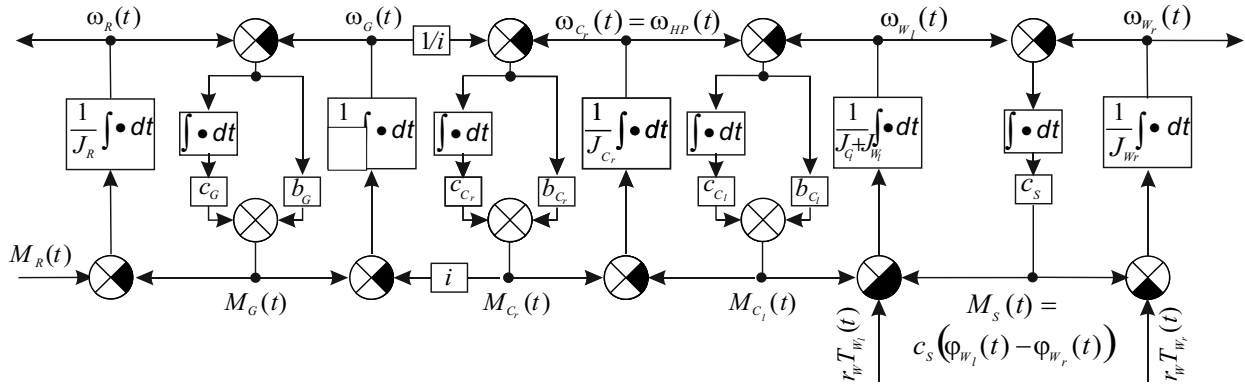 ω_R(t) ω_G(t) 1/i ω_{C_r}(t) = ω_{HP}(t) ω_{W_l}(t) ω_{W_r}(t)
1/J_R ∫•dt ∫•dt 1 ∫•dt ∫•dt 1/J_{C_r} ∫•dt ∫•dt 1/J_{C_l}+J_{W_l} ∫•dt ∫•dt 1/J_{Wr} ∫•dt
c_G b_G c_{C_r} b_{C_r} c_{C_l} b_{C_l} c_S
M_R(t) i
M_G(t) M_{C_r}(t) M_{C_l}(t) M_S(t) =
c_S(φ_{W_l}(t) − φ_{W_r}(t))
r_W T_{W_l}(t)
r_W T_{W_r}(t)